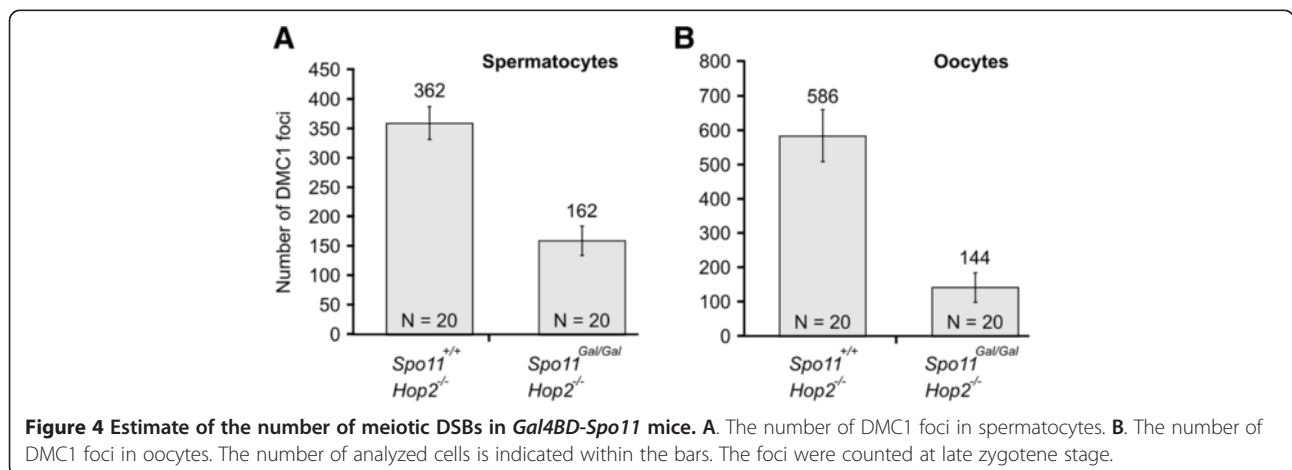 A
Spermatocytes
Number of DMC1 foci
450
400
350
300
250
200
150
100
50
0
362
162
N = 20
N = 20
Spo11+/+
Hop2-/-
Spo11Gal/Gal
Hop2-/-
B
Oocytes
800
700
600
500
400
300
200
100
0
586
144
N = 20
N = 20
Spo11+/+
Hop2-/-
Spo11Gal/Gal
Hop2-/-
Figure 4 Estimate of the number of meiotic DSBs in Gal4BD-Spo11 mice. A. The number of DMC1 foci in spermatocytes. B. The number of
DMC1 foci in oocytes. The number of analyzed cells is indicated within the bars. The foci were counted at late zygotene stage.